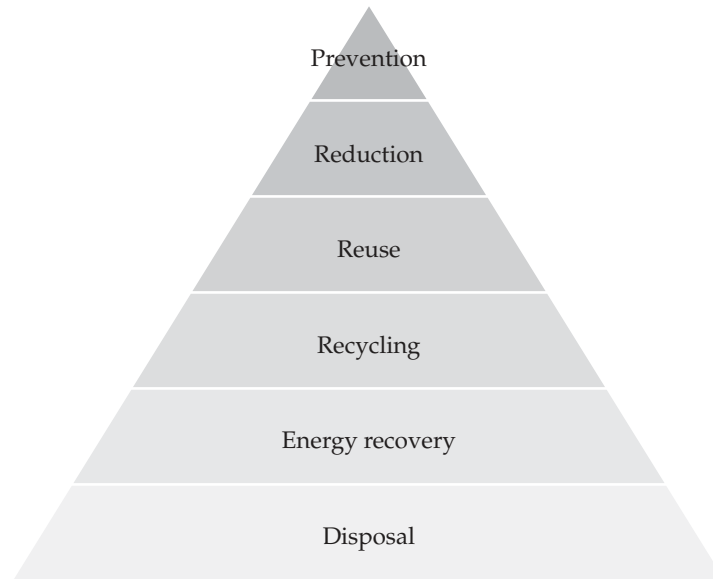 Prevention
Reduction
Reuse
Recycling
Energy recovery
Disposal